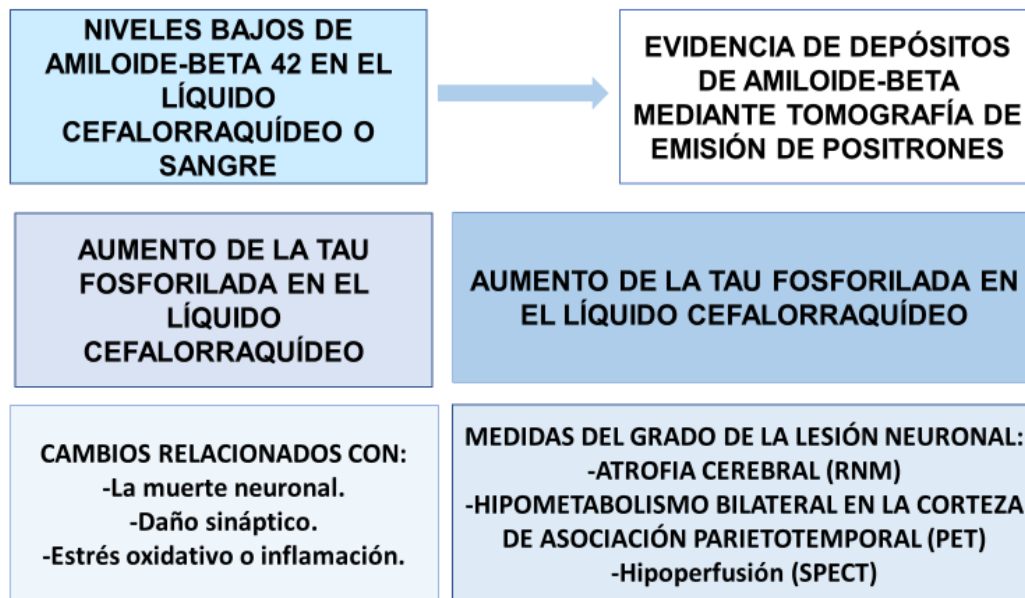 NIVELES BAJOS DE
AMILOIDE-BETA 42 EN EL
LÍQUIDO
CEFALORRAQUÍDEO O
SANGRE
EVIDENCIA DE DEPÓSITOS
DE AMILOIDE-BETA
MEDIANTE TOMOGRAFÍA DE
EMISIÓN DE POSITRONES
AUMENTO DE LA TAU
FOSFORILADA EN EL
LÍQUIDO
CEFALORRAQUÍDEO
AUMENTO DE LA TAU FOSFORILADA EN
EL LÍQUIDO CEFALORRAQUÍDEO
CAMBIOS RELACIONADOS CON:
-La muerte neuronal.
-Daño sináptico.
-Estrés oxidativo o inflamación.
MEDIDAS DEL GRADO DE LA LESIÓN NEURONAL:
-ATROFIA CEREBRAL (RNM)
-HIPOMETABOLISMO BILATERAL EN LA CORTEZA
DE ASOCIACIÓN PARIETOTEMPORAL (PET)
-Hipoperfusión (SPECT)